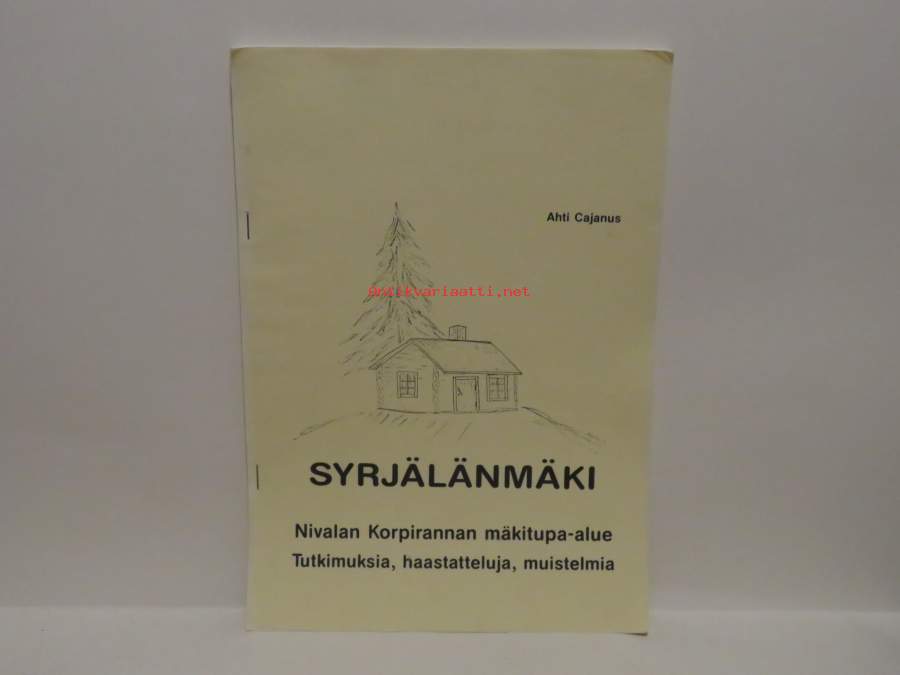 Ahti Cajanus
Antikvariaatti.net
SYRJÄLÄNMÄKI
Nivalan Korpirannan mäkitupa-alue
Tutkimuksia, haastatteluja, muistelmia